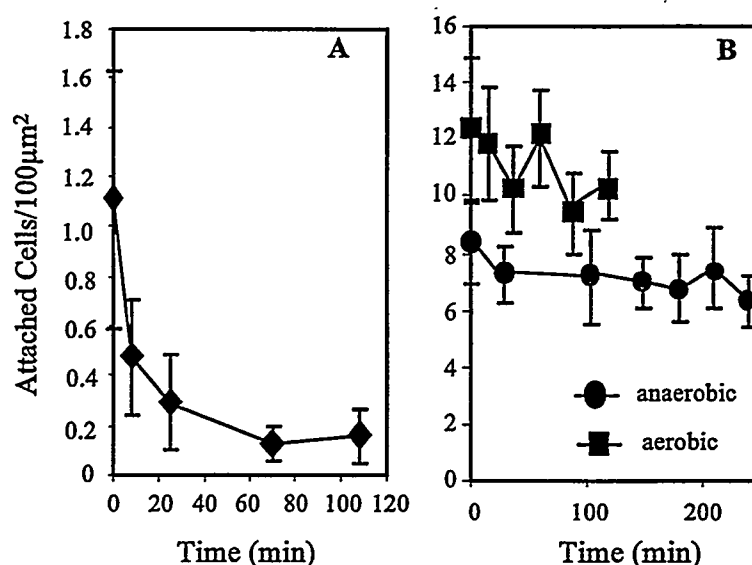 A
B
Attached Cells/100µm²
1.8
1.6
1.4
1.2
1.0
0.8
0.6
0.4
0.2
0
0 20 40 60 80 100 120
Time (min)
16
14
12
10
8
6
4
2
0
0 100 200
Time (min)
anaerobic
aerobic